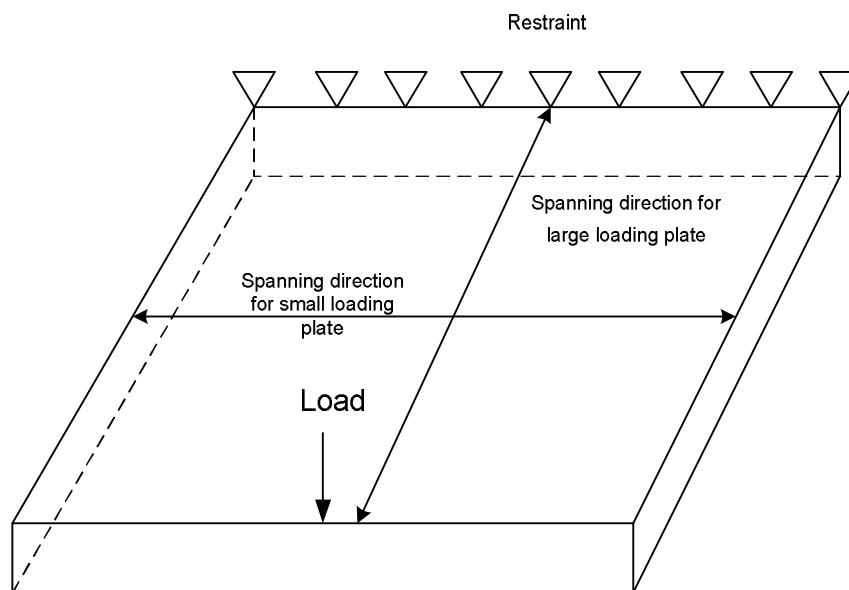 Restraint
Spanning direction for
large loading plate
Spanning direction
for small loading
plate
Load